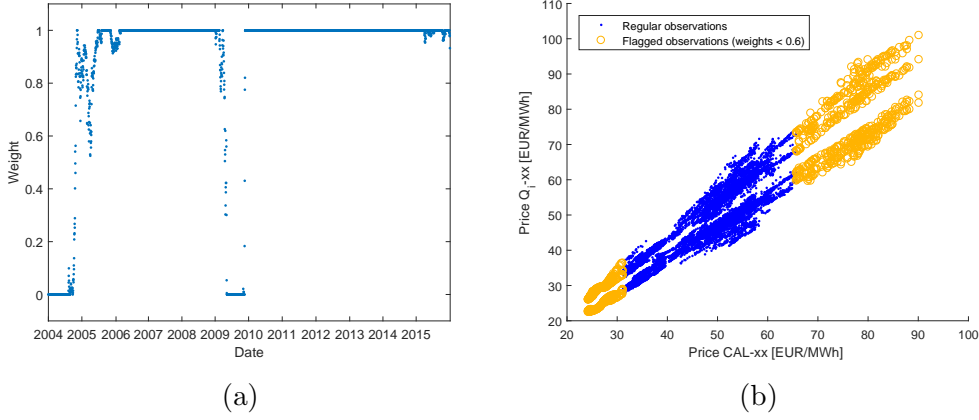 Weight
1
0.8
0.6
0.4
0.2
0
2004 2005 2006 2007 2008 2009 2010 2011 2012 2013 2014 2015
Date
(a)
Regular observations
Flagged observations (weights < 0.6)
Price Q_i-xx [EUR/MWh]
110
100
90
80
70
60
50
40
30
20
20 30 40 50 60 70 80 90 100
Price CAL-xx [EUR/MWh]
(b)